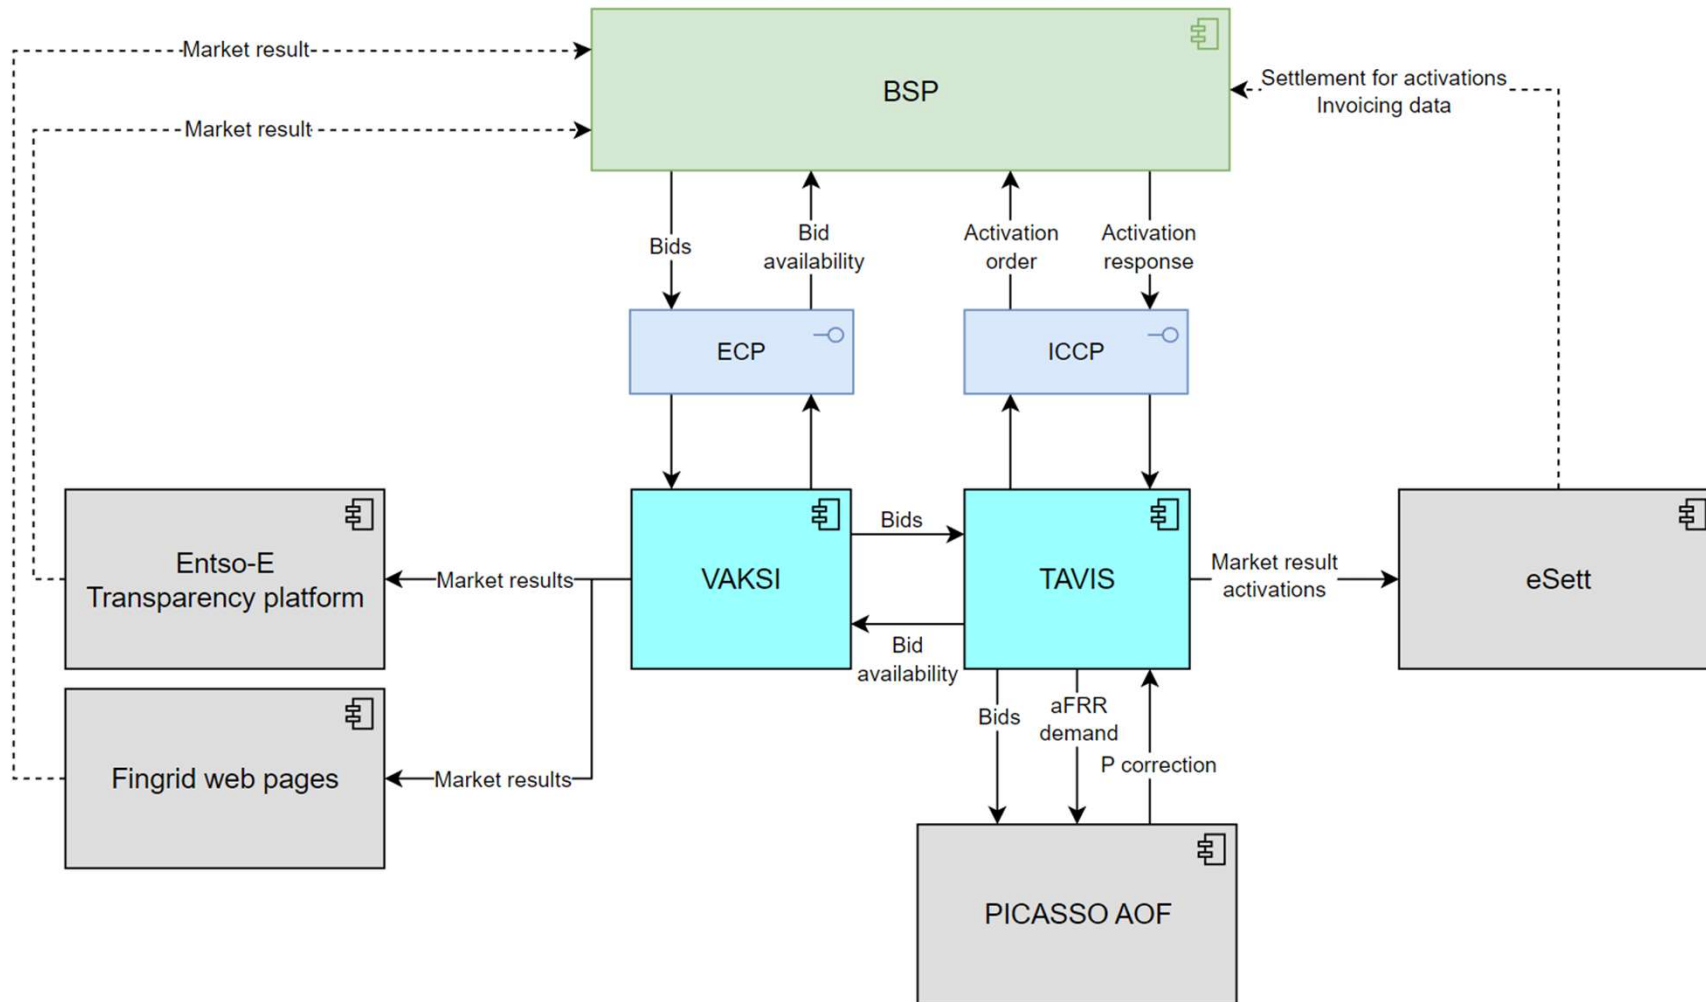 Market result
BSP
Settlement for activations
Invoicing data
Market result
Bids
Bid
availability
Activation
order
Activation
response
ECP
ICCP
Entso-E
Transparency platform
Market results
VAKSI
Bids
Bid
availability
TAVIS
Market result
activations
eSett
Fingrid web pages
Market results
Bids
aFRR
demand
P correction
PICASSO AOF